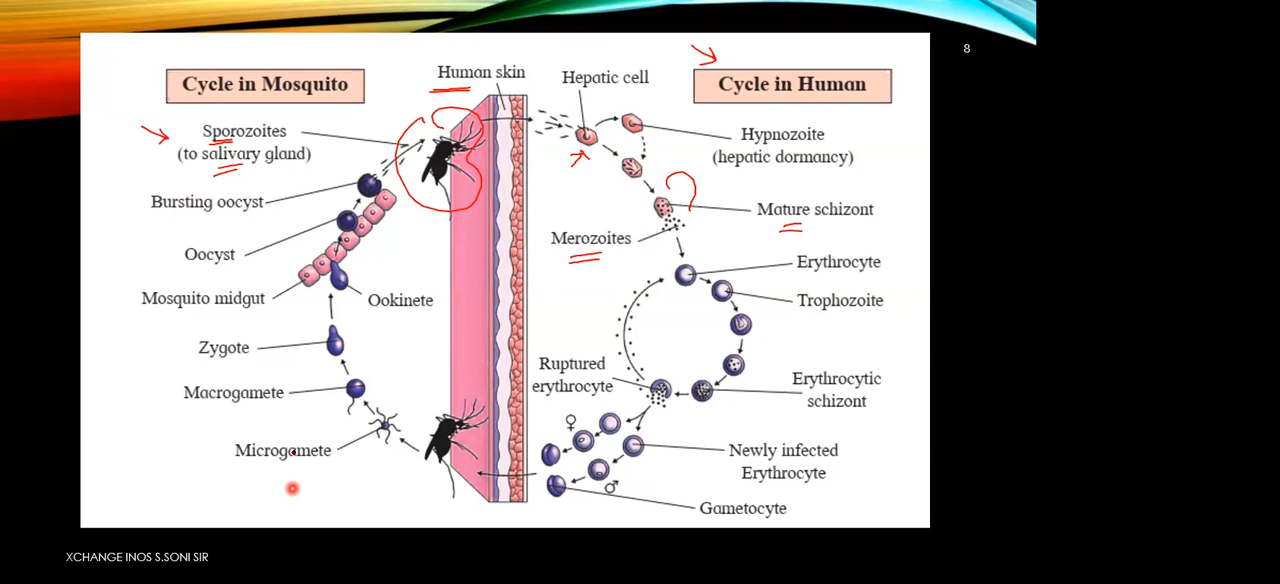 8
Cycle in Mosquito
Human skin
Hepatic cell
Cycle in Human
Sporozoites
(to salivary gland)
Hypnozoite
(hepatic dormancy)
Bursting oocyst
Mature schizont
Oocyst
Merozoites
Erythrocyte
Mosquito midgut
Ookinete
Trophozoite
Zygote
Ruptured
erythrocyte
Macrogamete
Erythrocytic
schizont
Microgamete
Newly infected
Erythrocyte
Gametocyte
♀
♂
?
XCHANGE INOS S.SONI SIR